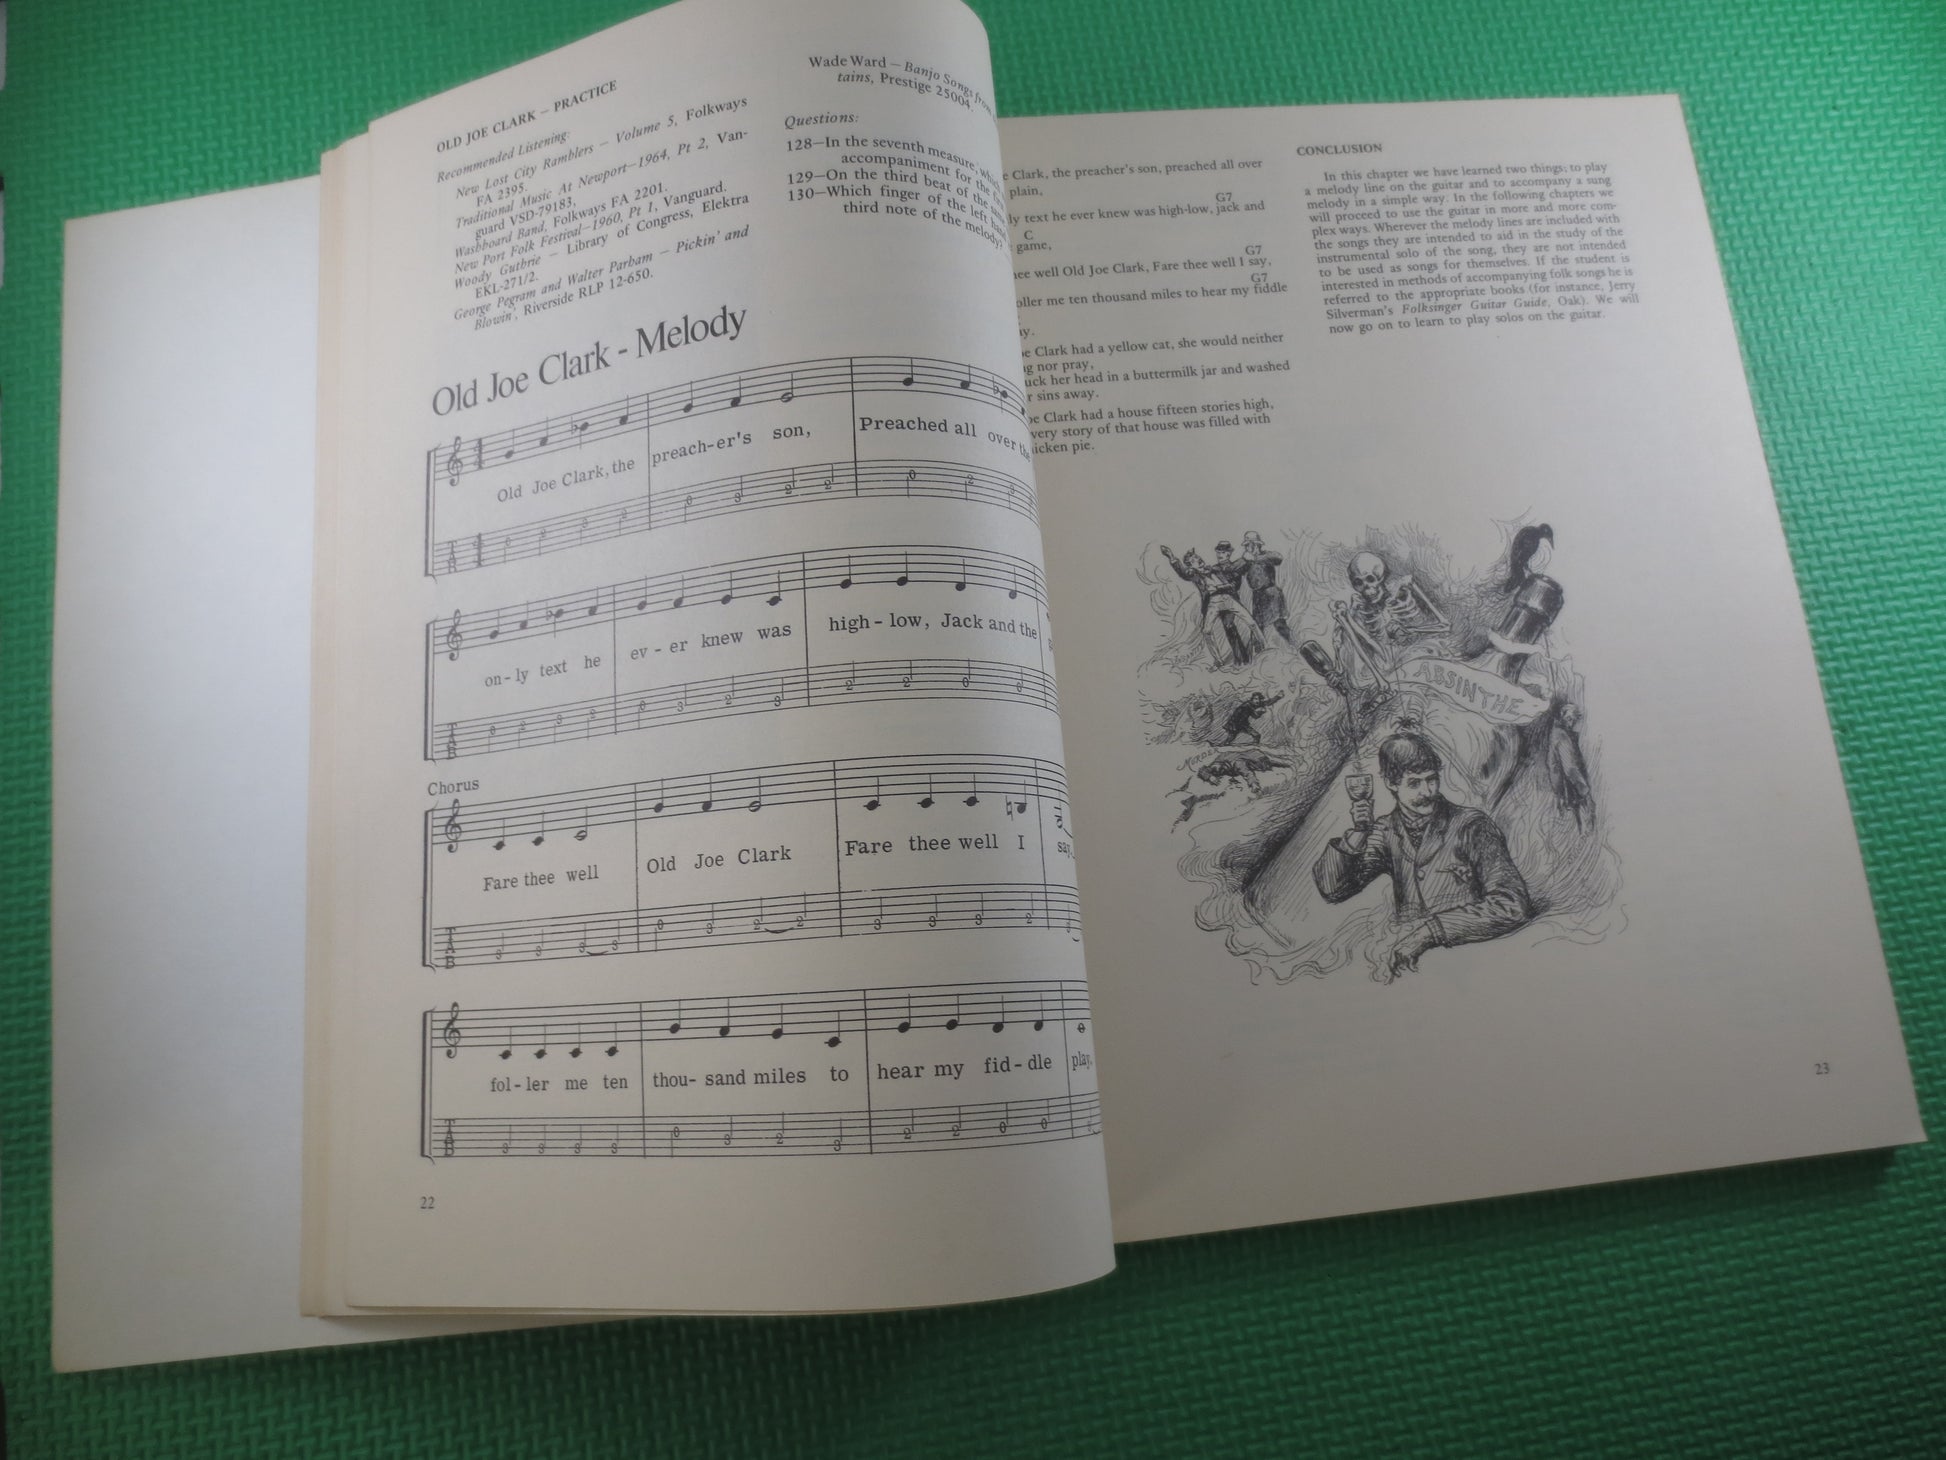 OLD JOE CLARK — PRACTICE
Recommended Listening:
New Lost City Ramblers — Volume 5, Folkways
FA 2395.
Traditional Music At Newport—1964, Pt 2, Van-
guard VSD-79183,
Washboard Band, Folkways FA 2201.
New Port Folk Festival—1960, Pt 1, Vanguard.
Woody Guthrie — Library of Congress, Elektra
EKL-271/2.
George Pegram and Walter Parham — Pickin' and
Blowin', Riverside RLP 12-650.
Wade Ward — Banjo Songs from
tains, Prestige 25004.
Questions:
128—In the seventh measure, which
accompaniment for the
129—On the third beat of the same
130—Which finger of the left hand
third note of the melody?
Old Joe Clark - Melody
Old Joe Clark, the preach-er's son, Preached all over the
TAB
on-ly text he ev-er knew was high-low, Jack and the
TAB
Chorus
Fare thee well Old Joe Clark Fare thee well I say,
TAB
fol-ler me ten thou-sand miles to hear my fid-dle play.
TAB
22
Clark, the preacher's son, preached all over
plain,
G7
ly text he ever knew was high-low, jack and
C
game,
G7
ee well Old Joe Clark, Fare thee well I say,
G7
oller me ten thousand miles to hear my fiddle
ay.
e Clark had a yellow cat, she would neither
g nor pray,
uck her head in a buttermilk jar and washed
r sins away.
e Clark had a house fifteen stories high,
very story of that house was filled with
icken pie.
CONCLUSION
In this chapter we have learned two things; to play
a melody line on the guitar and to accompany a sung
melody in a simple way. In the following chapters we
will proceed to use the guitar in more and more com-
plex ways. Wherever the melody lines are included with
the songs they are intended to aid in the study of the
instrumental solo of the song, they are not intended
to be used as songs for themselves. If the student is
interested in methods of accompanying folk songs he is
referred to the appropriate books (for instance, Jerry
Silverman's Folksinger Guitar Guide, Oak). We will
now go on to learn to play solos on the guitar.
ABSINTHE
MURDER
23